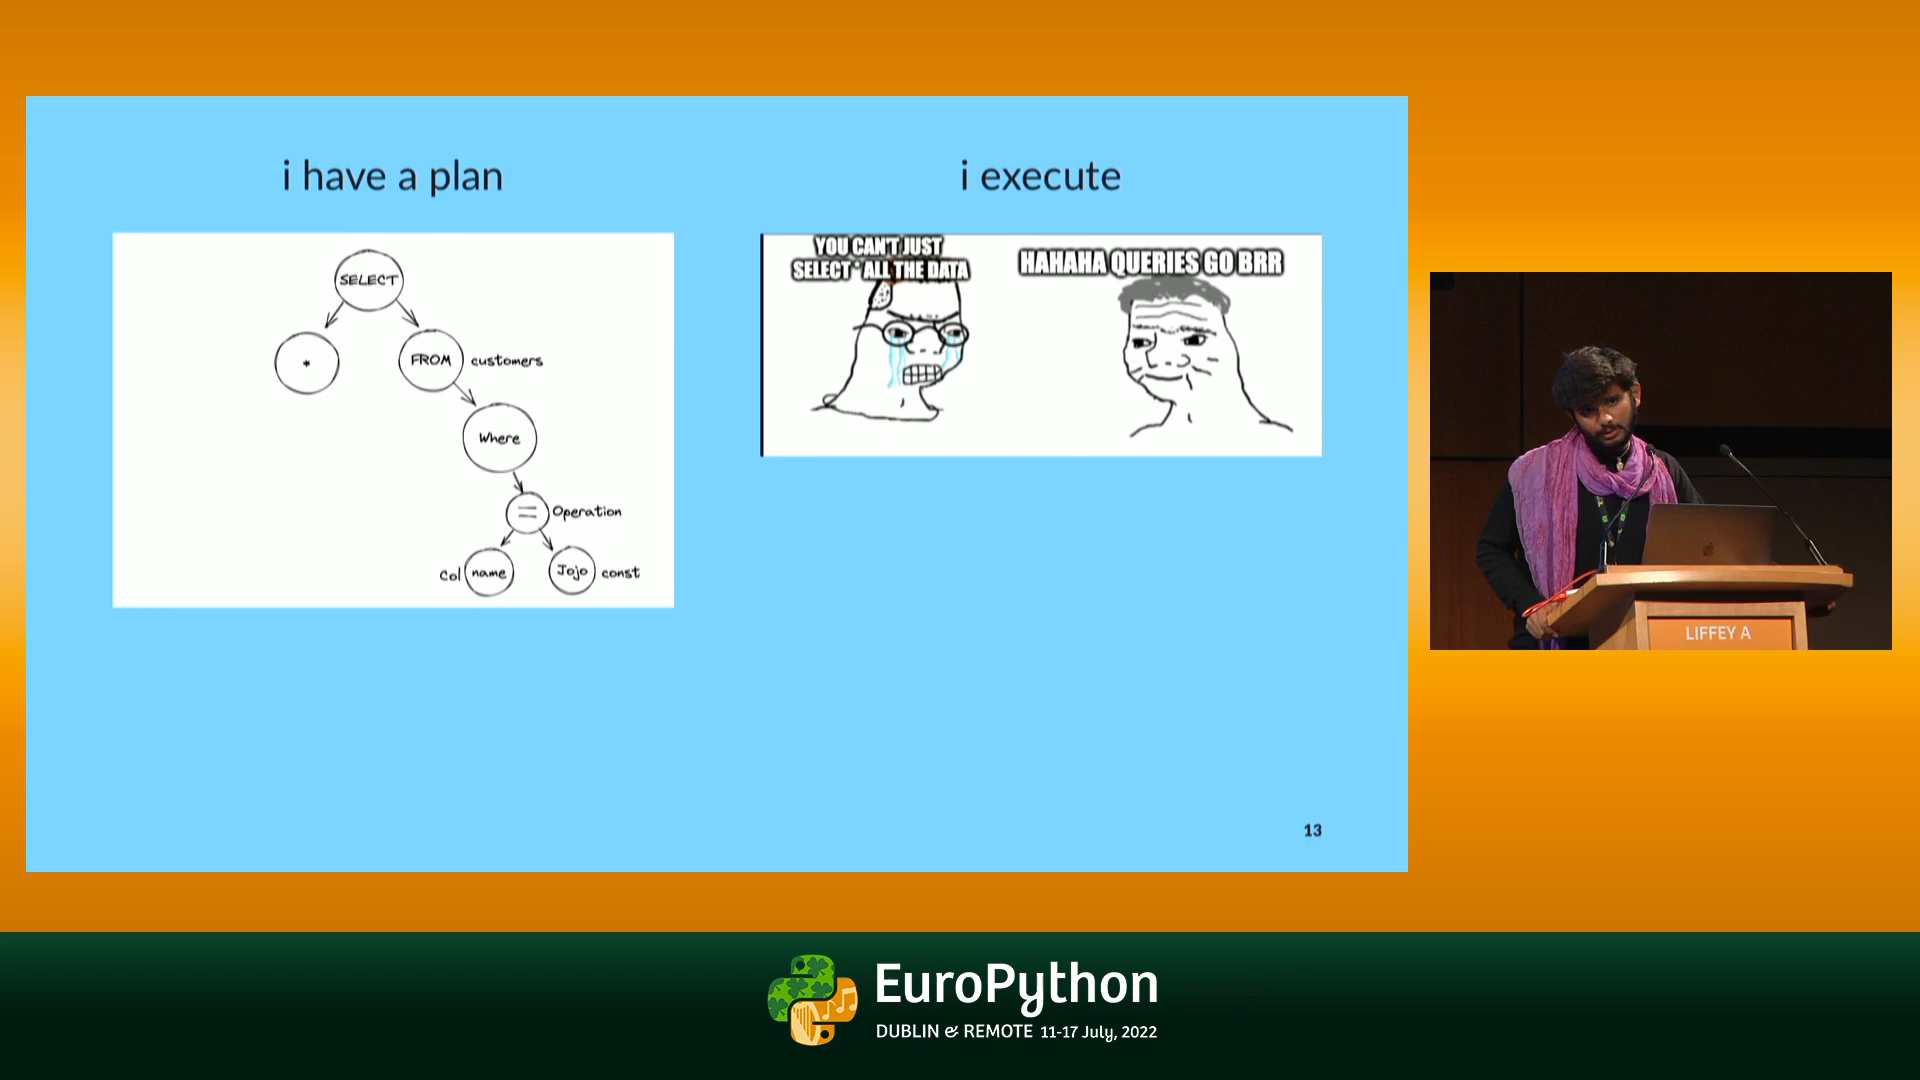 i have a plan
SELECT
*
FROM customers
Where
= Operation
Col name
Jojo const
i execute
YOU CAN'T JUST
SELECT * ALL THE DATA
HAHAHA QUERIES GO BRR
13
LIFFEY A
EuroPython
DUBLIN & REMOTE 11-17 July, 2022